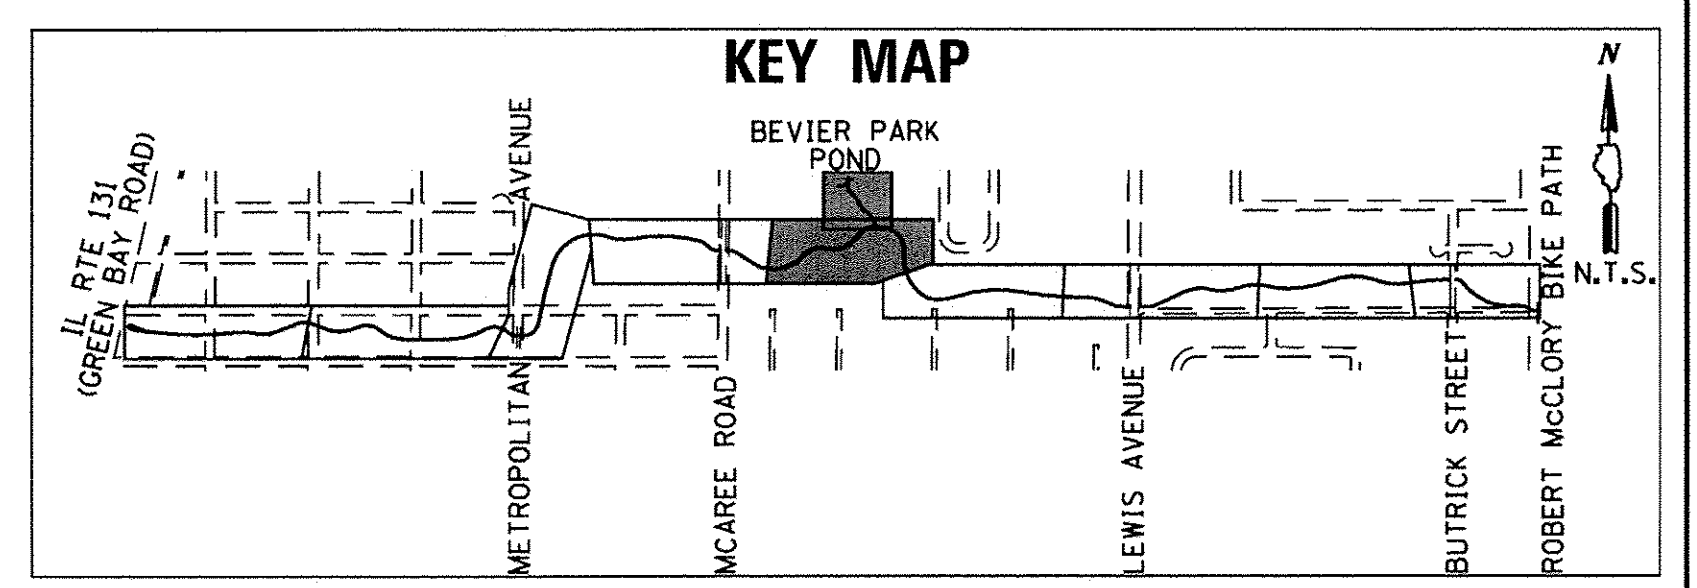 KEY MAP
N
N.T.S.
BEVIER PARK
POND
IL RTE 131
(GREEN BAY ROAD)
METROPOLITAN AVENUE
MCAREE ROAD
LEWIS AVENUE
BUTRICK STREET
ROBERT McCLORY BIKE PATH